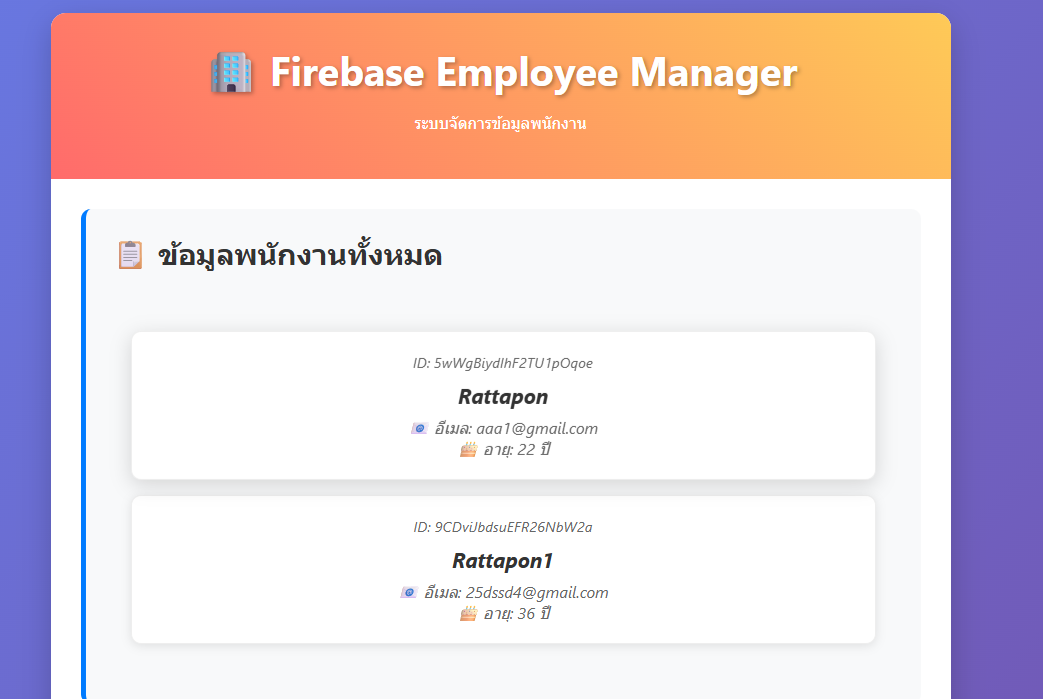 Firebase Employee Manager
ระบบจัดการข้อมูลพนักงาน
ข้อมูลพนักงานทั้งหมด
ID: 5wWgBiydIhF2TU1pOqoe
Rattapon
อีเมล: aaa1@gmail.com
อายุ: 22 ปี
ID: 9CDviJbdsuEFR26NbW2a
Rattapon1
อีเมล: 25dssd4@gmail.com
อายุ: 36 ปี